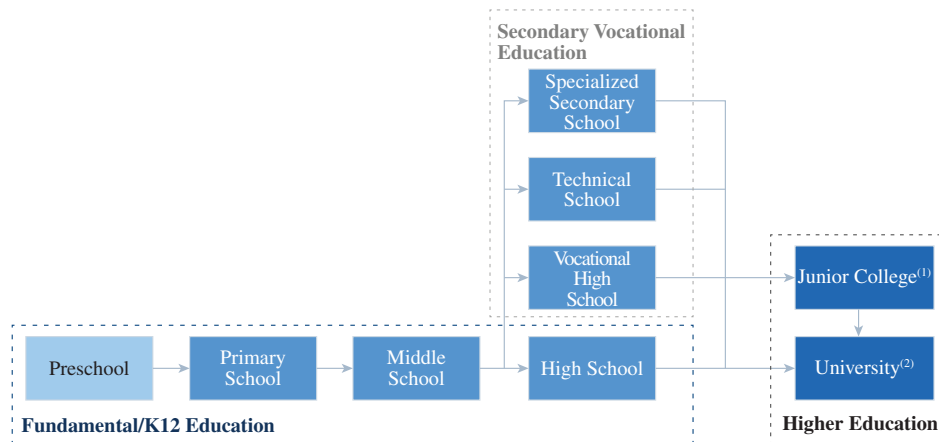 Secondary Vocational
Education
Specialized
Secondary
School
Technical
School
Vocational
High
School
Junior College(1)
Preschool
Primary
School
Middle
School
High School
University(2)
Fundamental/K12 Education
Higher Education